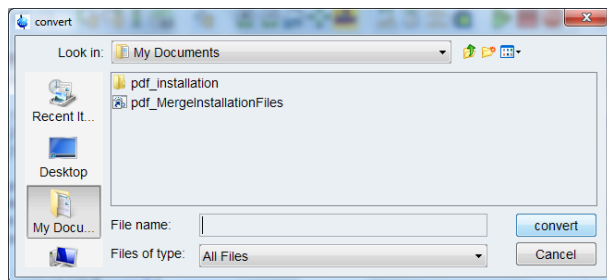 convert
Look in: My Documents
pdf_installation
pdf_MergeInstallationFiles
Recent It...
Desktop
My Docu...
File name:
convert
Files of type: All Files
Cancel